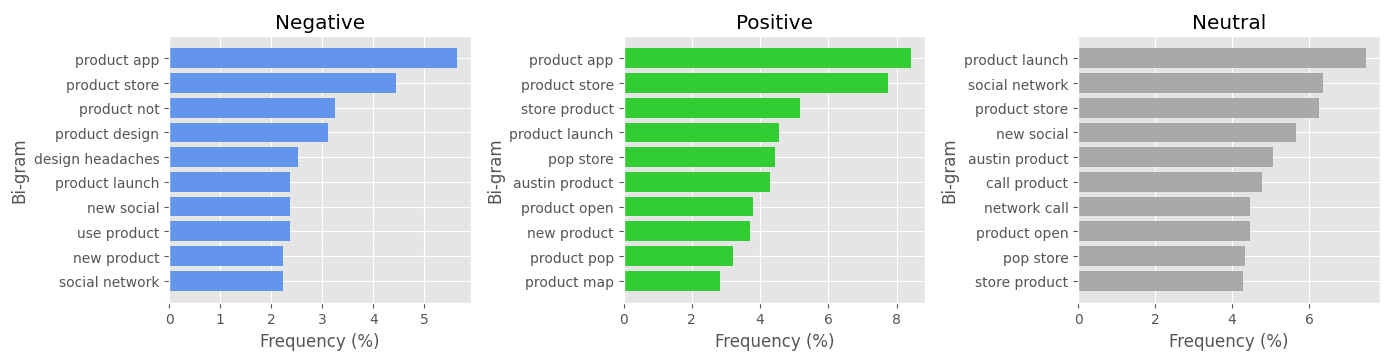 Negative
product app
product store
product not
product design
design headaches
product launch
new social
use product
new product
social network
Bi-gram
0 1 2 3 4 5
Frequency (%)
Positive
product app
product store
store product
product launch
pop store
austin product
product open
new product
product pop
product map
Bi-gram
0 2 4 6 8
Frequency (%)
Neutral
product launch
social network
product store
new social
austin product
call product
network call
product open
pop store
store product
Bi-gram
0 2 4 6
Frequency (%)